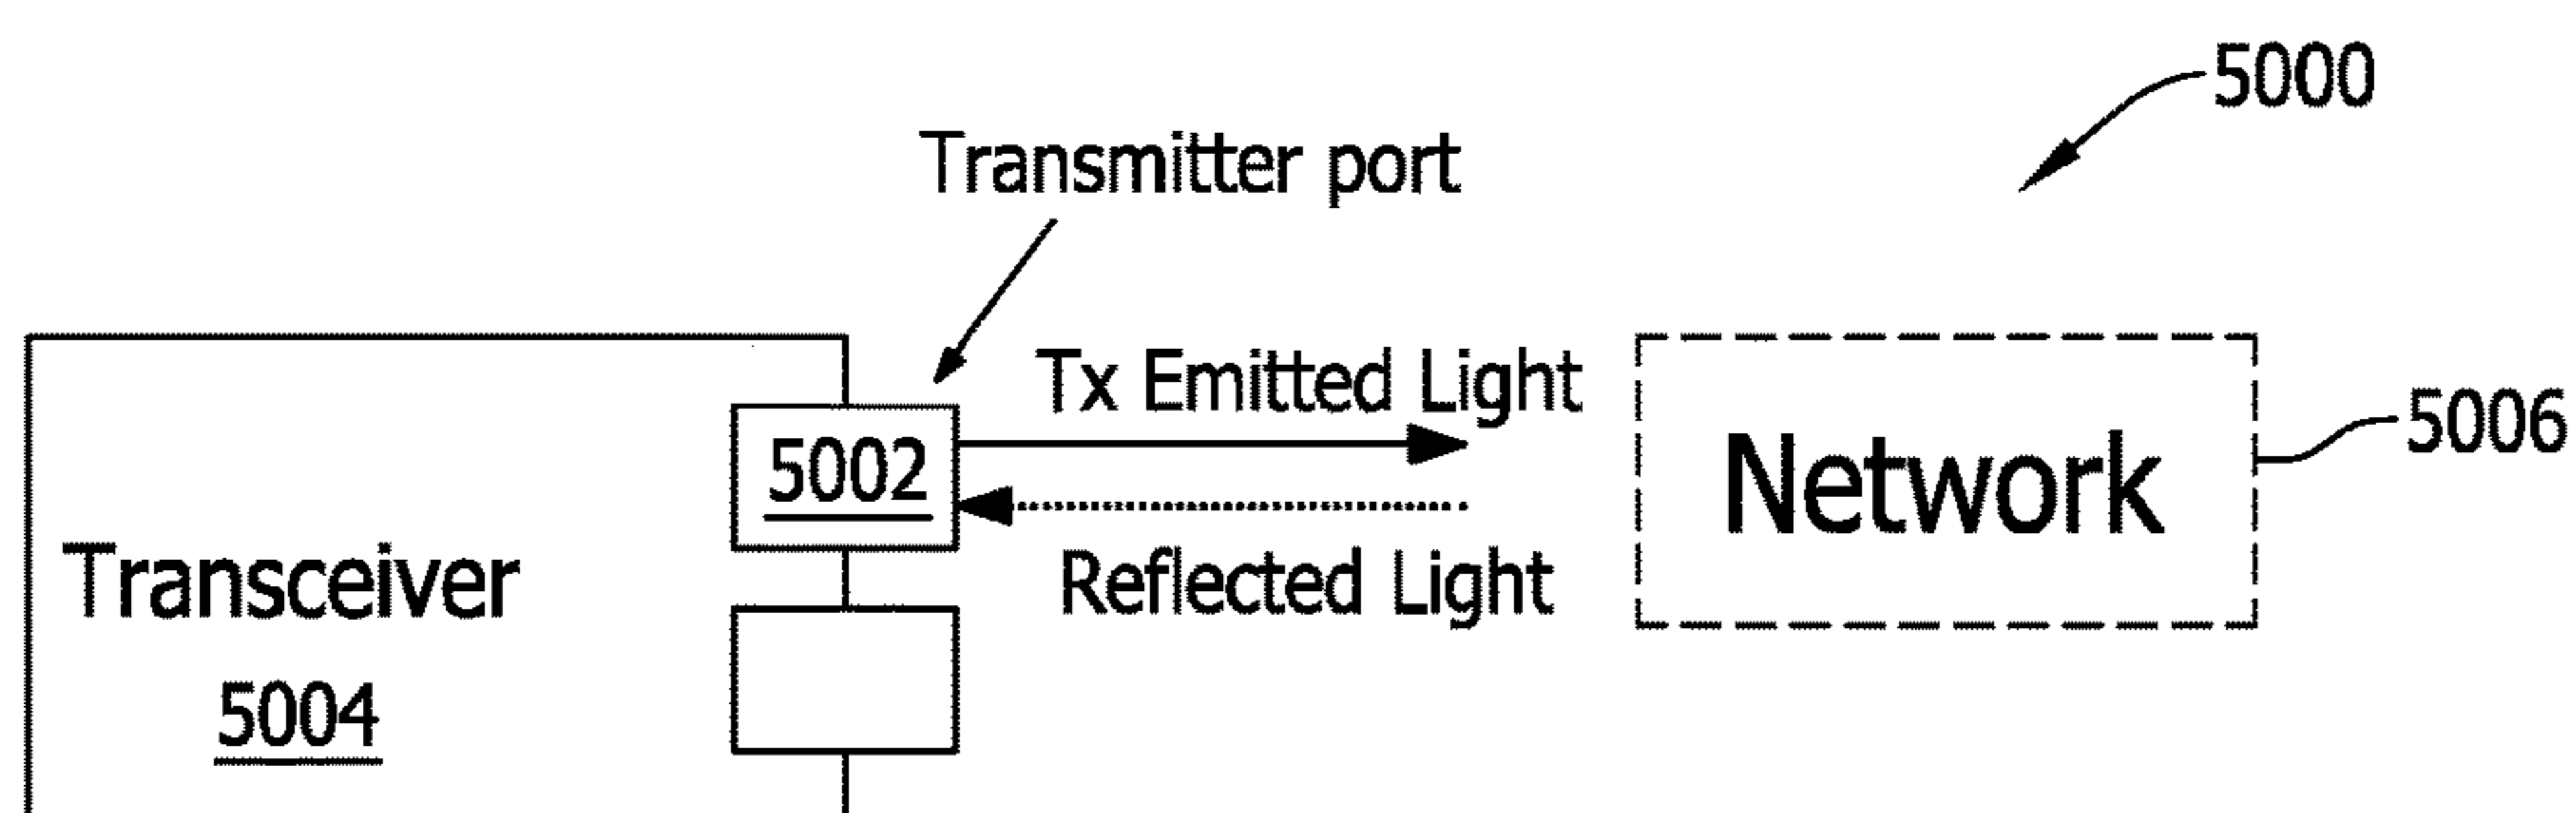 5000
Transmitter port
Tx Emitted Light
5006
5002
Network
Reflected Light
Transceiver
5004